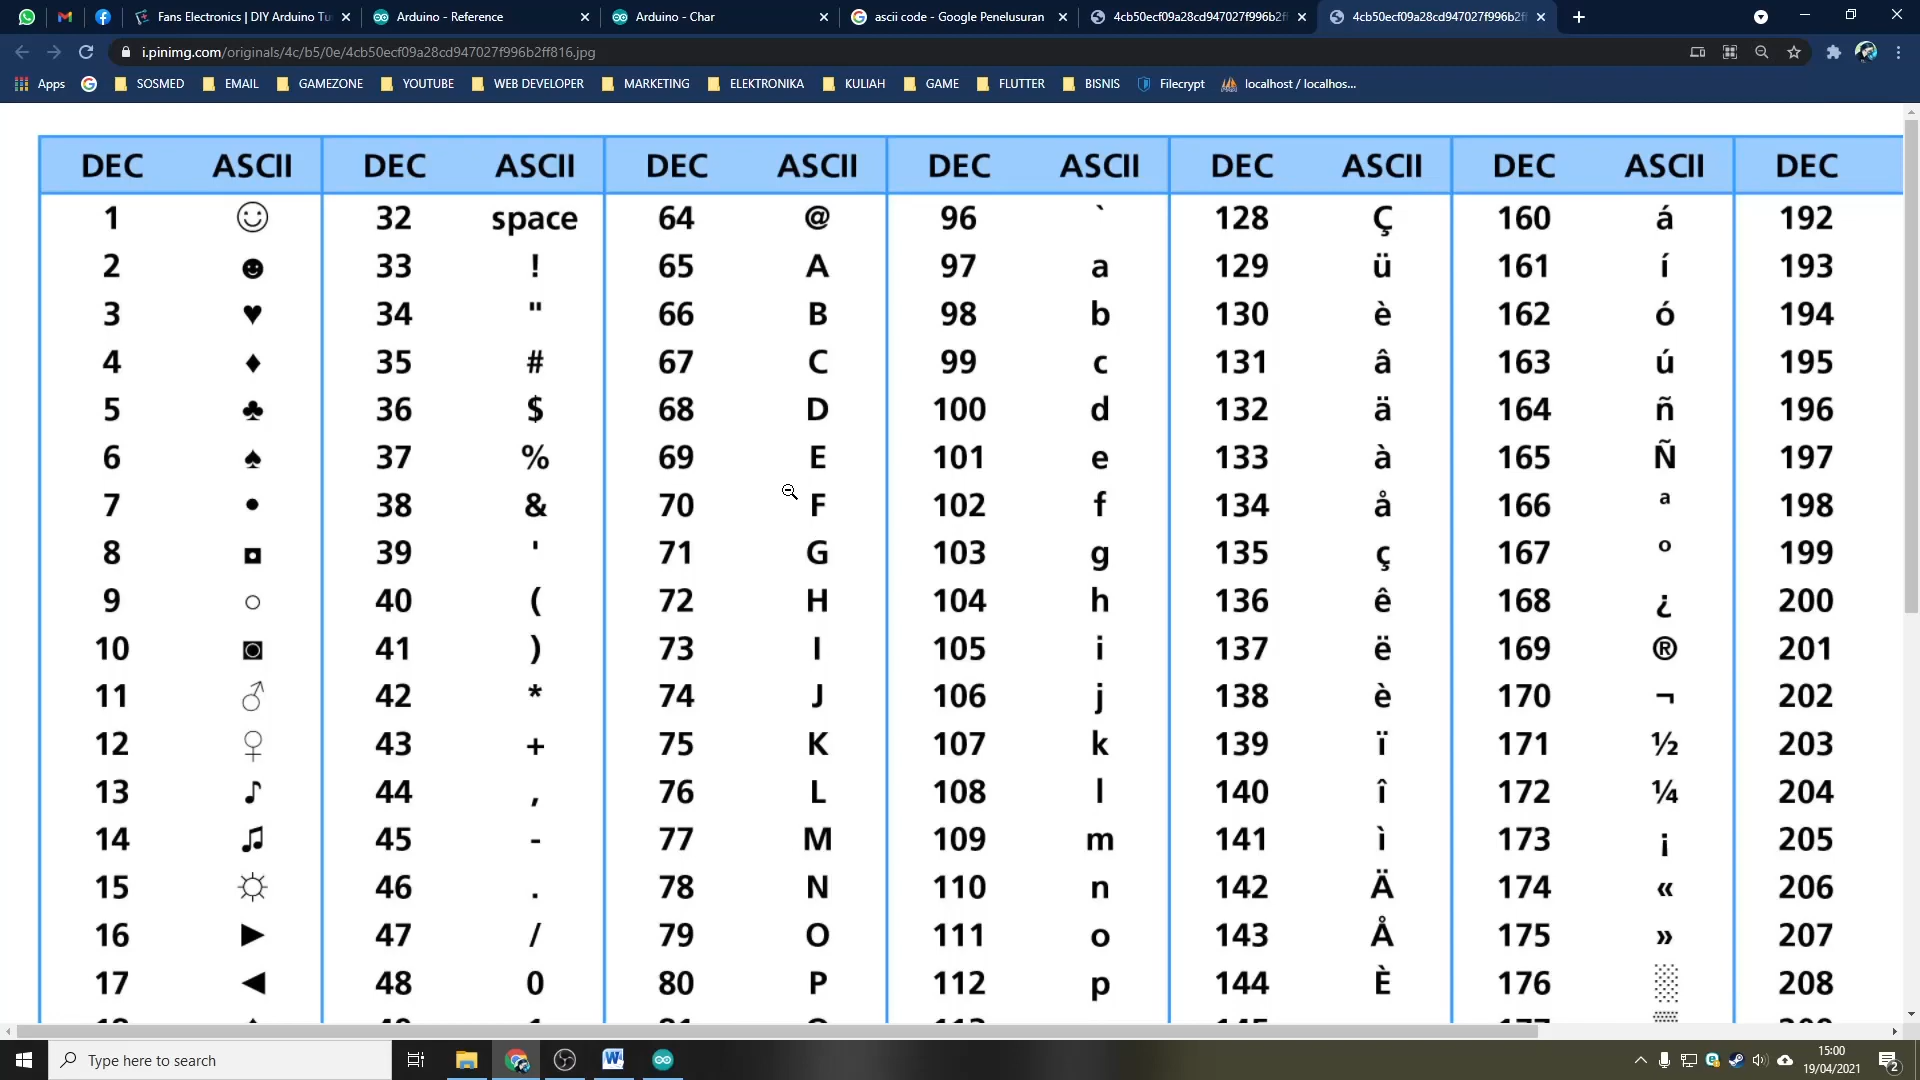 Fans Electronics | DIY Arduino Tu
Arduino - Reference
Arduino - Char
ascii code - Google Penelusuran
4cb50ecf09a28cd947027f996b2ff
4cb50ecf09a28cd947027f996b2ff
i.pinimg.com/originals/4c/b5/0e/4cb50ecf09a28cd947027f996b2ff816.jpg
Apps SOSMED EMAIL GAMEZONE YOUTUBE WEB DEVELOPER MARKETING ELEKTRONIKA KULIAH GAME FLUTTER BISNIS Filecrypt localhost / localhos...
DEC ASCII DEC ASCII DEC ASCII DEC ASCII DEC ASCII DEC ASCII DEC
1 ☺ 32 space 64 @ 96 ` 128 Ç 160 á 192
2 ☻ 33 ! 65 A 97 a 129 ü 161 í 193
3 ♥ 34 " 66 B 98 b 130 è 162 ó 194
4 ♦ 35 # 67 C 99 c 131 â 163 ú 195
5 ♣ 36 $ 68 D 100 d 132 ä 164 ñ 196
6 ♠ 37 % 69 E 101 e 133 à 165 Ñ 197
7 • 38 & 70 F 102 f 134 å 166 ª 198
8 ◘ 39 ' 71 G 103 g 135 ç 167 º 199
9 ○ 40 ( 72 H 104 h 136 ê 168 ¿ 200
10 ◙ 41 ) 73 I 105 i 137 ë 169 ® 201
11 ♂ 42 * 74 J 106 j 138 è 170 ¬ 202
12 ♀ 43 + 75 K 107 k 139 ï 171 ½ 203
13 ♪ 44 , 76 L 108 l 140 î 172 ¼ 204
14 ♫ 45 - 77 M 109 m 141 ì 173 ¡ 205
15 ☼ 46 . 78 N 110 n 142 Ä 174 « 206
16 ► 47 / 79 O 111 o 143 Å 175 » 207
17 ◄ 48 0 80 P 112 p 144 È 176 ░ 208
Type here to search
15:00
19/04/2021
2